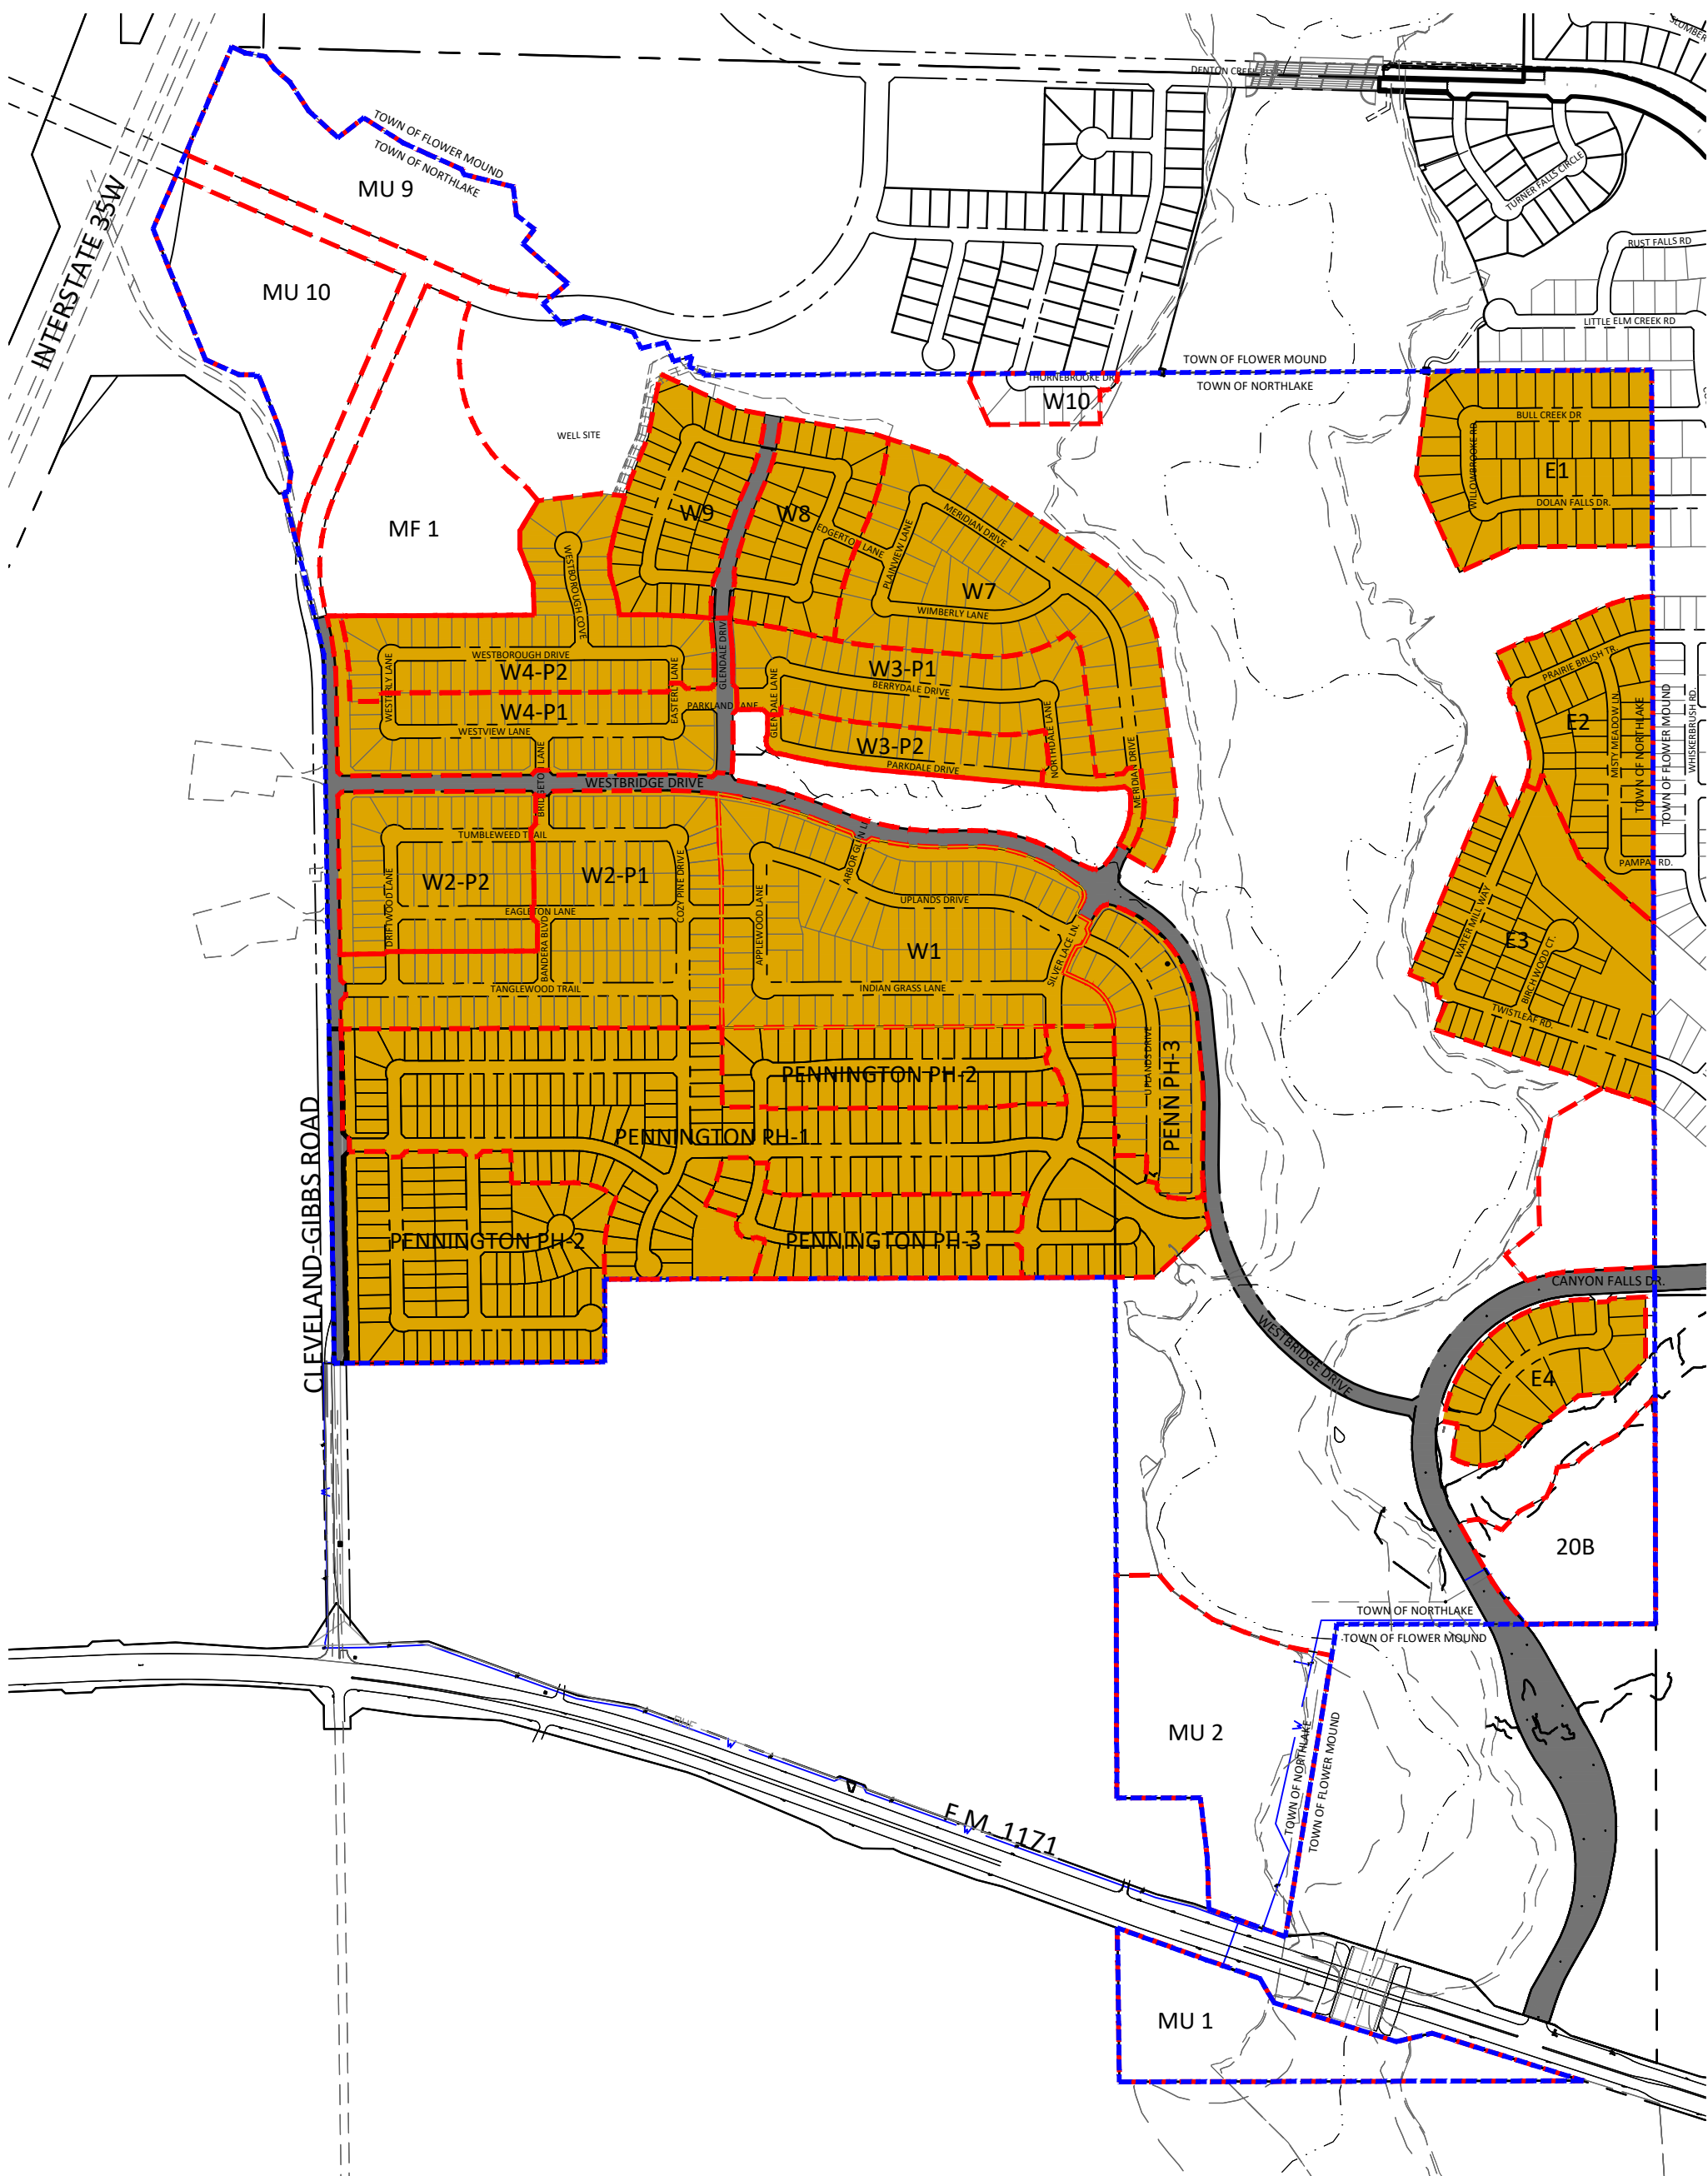 SLUMBER
DENTON CREEK
TURNER FALLS CIRCLE
RUST FALLS RD
LITTLE ELM CREEK RD
TOWN OF FLOWER MOUND
TOWN OF NORTHLAKE
MU 9
INTERSTATE 35W
MU 10
TOWN OF FLOWER MOUND
TOWN OF NORTHLAKE
THORNEBROOKE DR
W10
WELL SITE
BULL CREEK DR
WILLOWBROOKE RD
E1
DOLAN FALLS DR.
MF 1
W9
W8
EDGERTON LANE
PLAINVIEW LANE
MERIDIAN DRIVE
W7
WIMBERLY LANE
WESTBOROUGH COVE
WESTBOROUGH DRIVE
W4-P2
WESTERLY LANE
EASTERLY LANE
W4-P1
WESTVIEW LANE
GLENDALE DRIVE
PARKLAND LANE
GLENDALE LANE
W3-P1
BERRYDALE DRIVE
W3-P2
PARKDALE DRIVE
NORTHDALE LANE
MERIDIAN DRIVE
PRAIRIE BRUSH TR.
E2
MISTY MEADOW LN
TOWN OF NORTHLAKE
TOWN OF FLOWER MOUND
WHISKERBRUSH RD.
PAMPAS RD.
WESTBRIDGE DRIVE
BRIDGETON LANE
TUMBLEWEED TRAIL
W2-P2
W2-P1
DRIFTWOOD LANE
EAGLETON LANE
BANDERA BLVD
COZY PINE DRIVE
TANGLEWOOD TRAIL
APPLEWOOD LANE
ARBOR GLEN LN
UPLANDS DRIVE
W1
SILVER LACE LN.
INDIAN GRASS LANE
WATER MILL WAY
E3
BIRCHWOOD CT.
TWISTLEAF RD.
PENNINGTON PH-2
UPLANDS DRIVE
PENN PH-3
PENNINGTON PH-1
PENNINGTON PH-2
PENNINGTON PH-3
CLEVELAND-GIBBS ROAD
CANYON FALLS DR.
WESTBRIDGE DRIVE
E4
20B
TOWN OF NORTHLAKE
TOWN OF FLOWER MOUND
MU 2
TOWN OF NORTHLAKE
TOWN OF FLOWER MOUND
W
W
W
F.M. 1171
MU 1